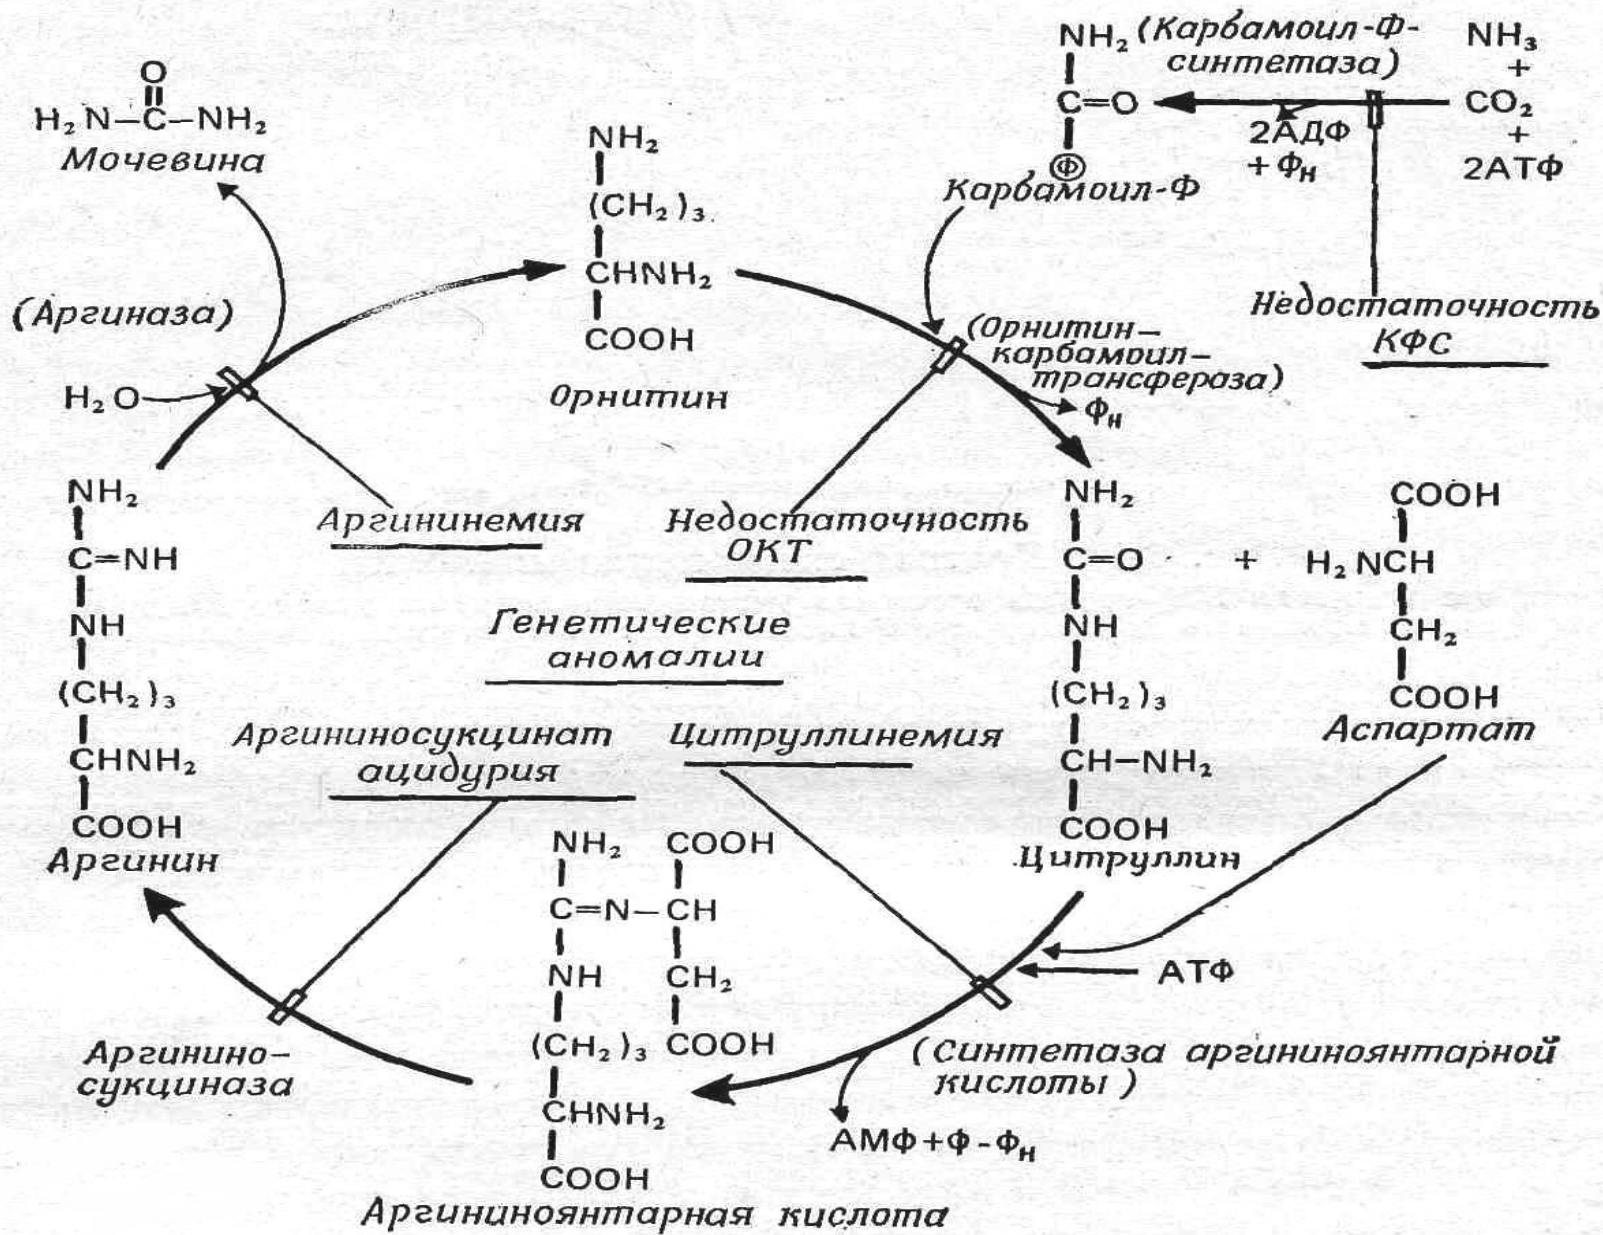 O
||
H₂N–C–NH₂
Мочевина
NH₂
(CH₂)₃
CHNH₂
COOH
Орнитин
NH₂
C=O
Ф
Карбамоил-Ф
(Карбамоил-Ф-
синтетаза)
2АДФ
+ Фн
NH₃
+
CO₂
+
2АТФ
Недостаточность
КФС
(Аргиназа)
H₂O
(Орнитин–
карбамоил–
трансфераза)
Фн
Аргининемия
Недостаточность
ОКТ
Генетические
аномалии
Аргининосукцинат
ацидурия
Цитруллинемия
NH₂
C=NH
NH
(CH₂)₃
CHNH₂
COOH
Аргинин
NH₂
C=O
NH
(CH₂)₃
CH–NH₂
COOH
Цитруллин
+
COOH
H₂NCH
CH₂
COOH
Аспартат
АТФ
(Синтетаза аргининоянтарной
кислоты)
АМФ+Ф-Фн
Аргинино–
сукциназа
NH₂ COOH
C=N–CH
NH CH₂
(CH₂)₃ COOH
CHNH₂
COOH
Аргининоянтарная кислота